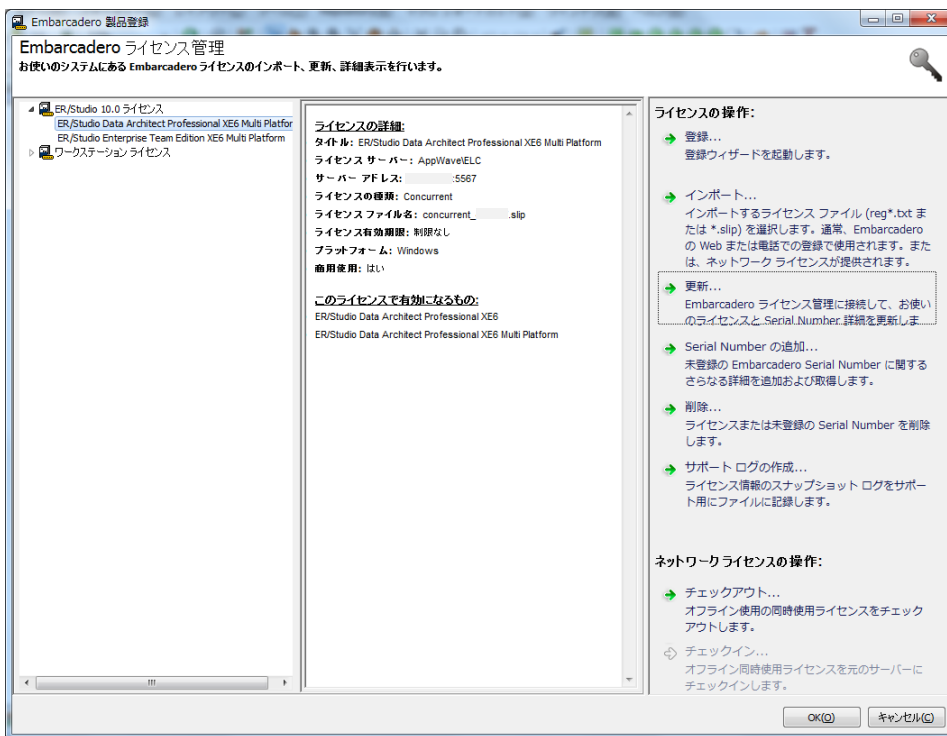 Embarcadero 製品登録
Embarcadero ライセンス管理
お使いのシステムにある Embarcadero ライセンスのインポート、更新、詳細表示を行います。
ER/Studio 10.0 ライセンス
ER/Studio Data Architect Professional XE6 Multi Platfor
ER/Studio Enterprise Team Edition XE6 Multi Platform
ワークステーション ライセンス
ライセンスの詳細:
タイトル: ER/Studio Data Architect Professional XE6 Multi Platform
ライセンス サーバー: AppWave\ELC
サーバー アドレス: :5567
ライセンスの種類: Concurrent
ライセンス ファイル名: concurrent_ .slip
ライセンス有効期限: 制限なし
プラットフォーム: Windows
商用使用: はい
このライセンスで有効になるもの:
ER/Studio Data Architect Professional XE6
ER/Studio Data Architect Professional XE6 Multi Platform
ライセンスの操作:
登録...
登録ウィザードを起動します。
インポート...
インポートするライセンス ファイル (reg*.txt ま
たは *.slip) を選択します。通常、Embarcadero
の Web または電話での登録で使用されます。また
は、ネットワーク ライセンスが提供されます。
更新...
Embarcadero ライセンス管理に接続して、お使い
のライセンスと Serial Number 詳細を更新しま
Serial Number の追加...
未登録の Embarcadero Serial Number に関する
さらなる詳細を追加および取得します。
削除...
ライセンスまたは未登録の Serial Number を削除
します。
サポート ログの作成...
ライセンス情報のスナップショット ログをサポー
ト用にファイルに記録します。
ネットワーク ライセンスの操作:
チェックアウト...
オフライン使用の同時使用ライセンスをチェック
アウトします。
チェックイン...
オフライン同時使用ライセンスを元のサーバーに
チェックインします。
OK(O)
キャンセル(C)